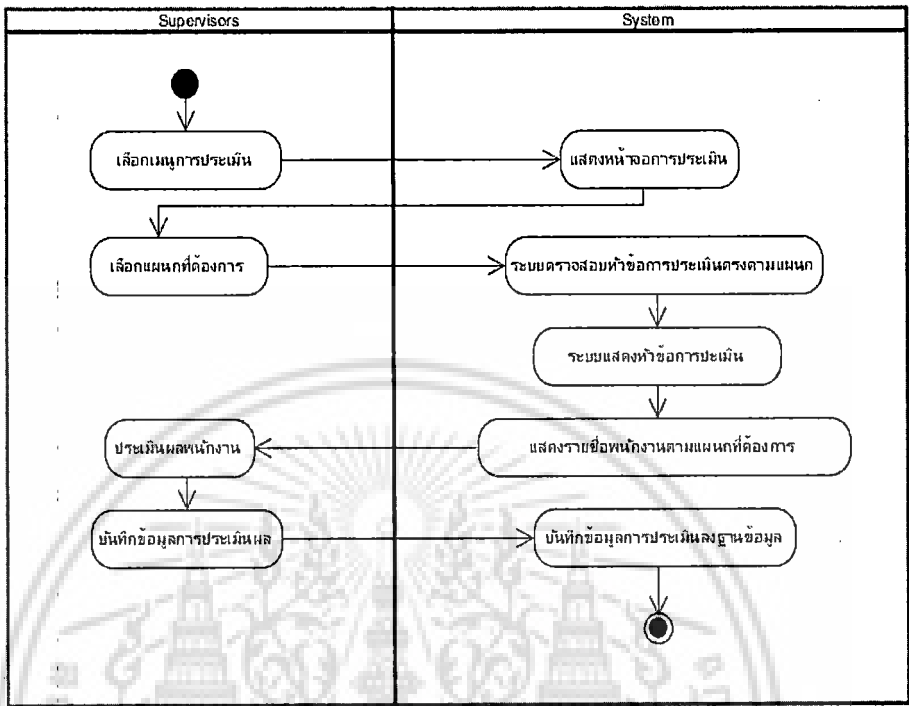 Supervisors
System
เลือกเมนูการประเมิน
แสดงหน้าจอการประเมิน
เลือกแผนกที่ต้องการ
ระบบตรวจสอบหัวข้อการประเมินตรงตามแผนก
ระบบแสดงหัวข้อการปะเมิน
ประเมินผลพนักงาน
แสดงรายชื่อพนักงานตามแผนกที่ต้องการ
บันทึกข้อมูลการประเมินผล
บันทึกข้อมูลการประเมินลงฐานข้อมูล